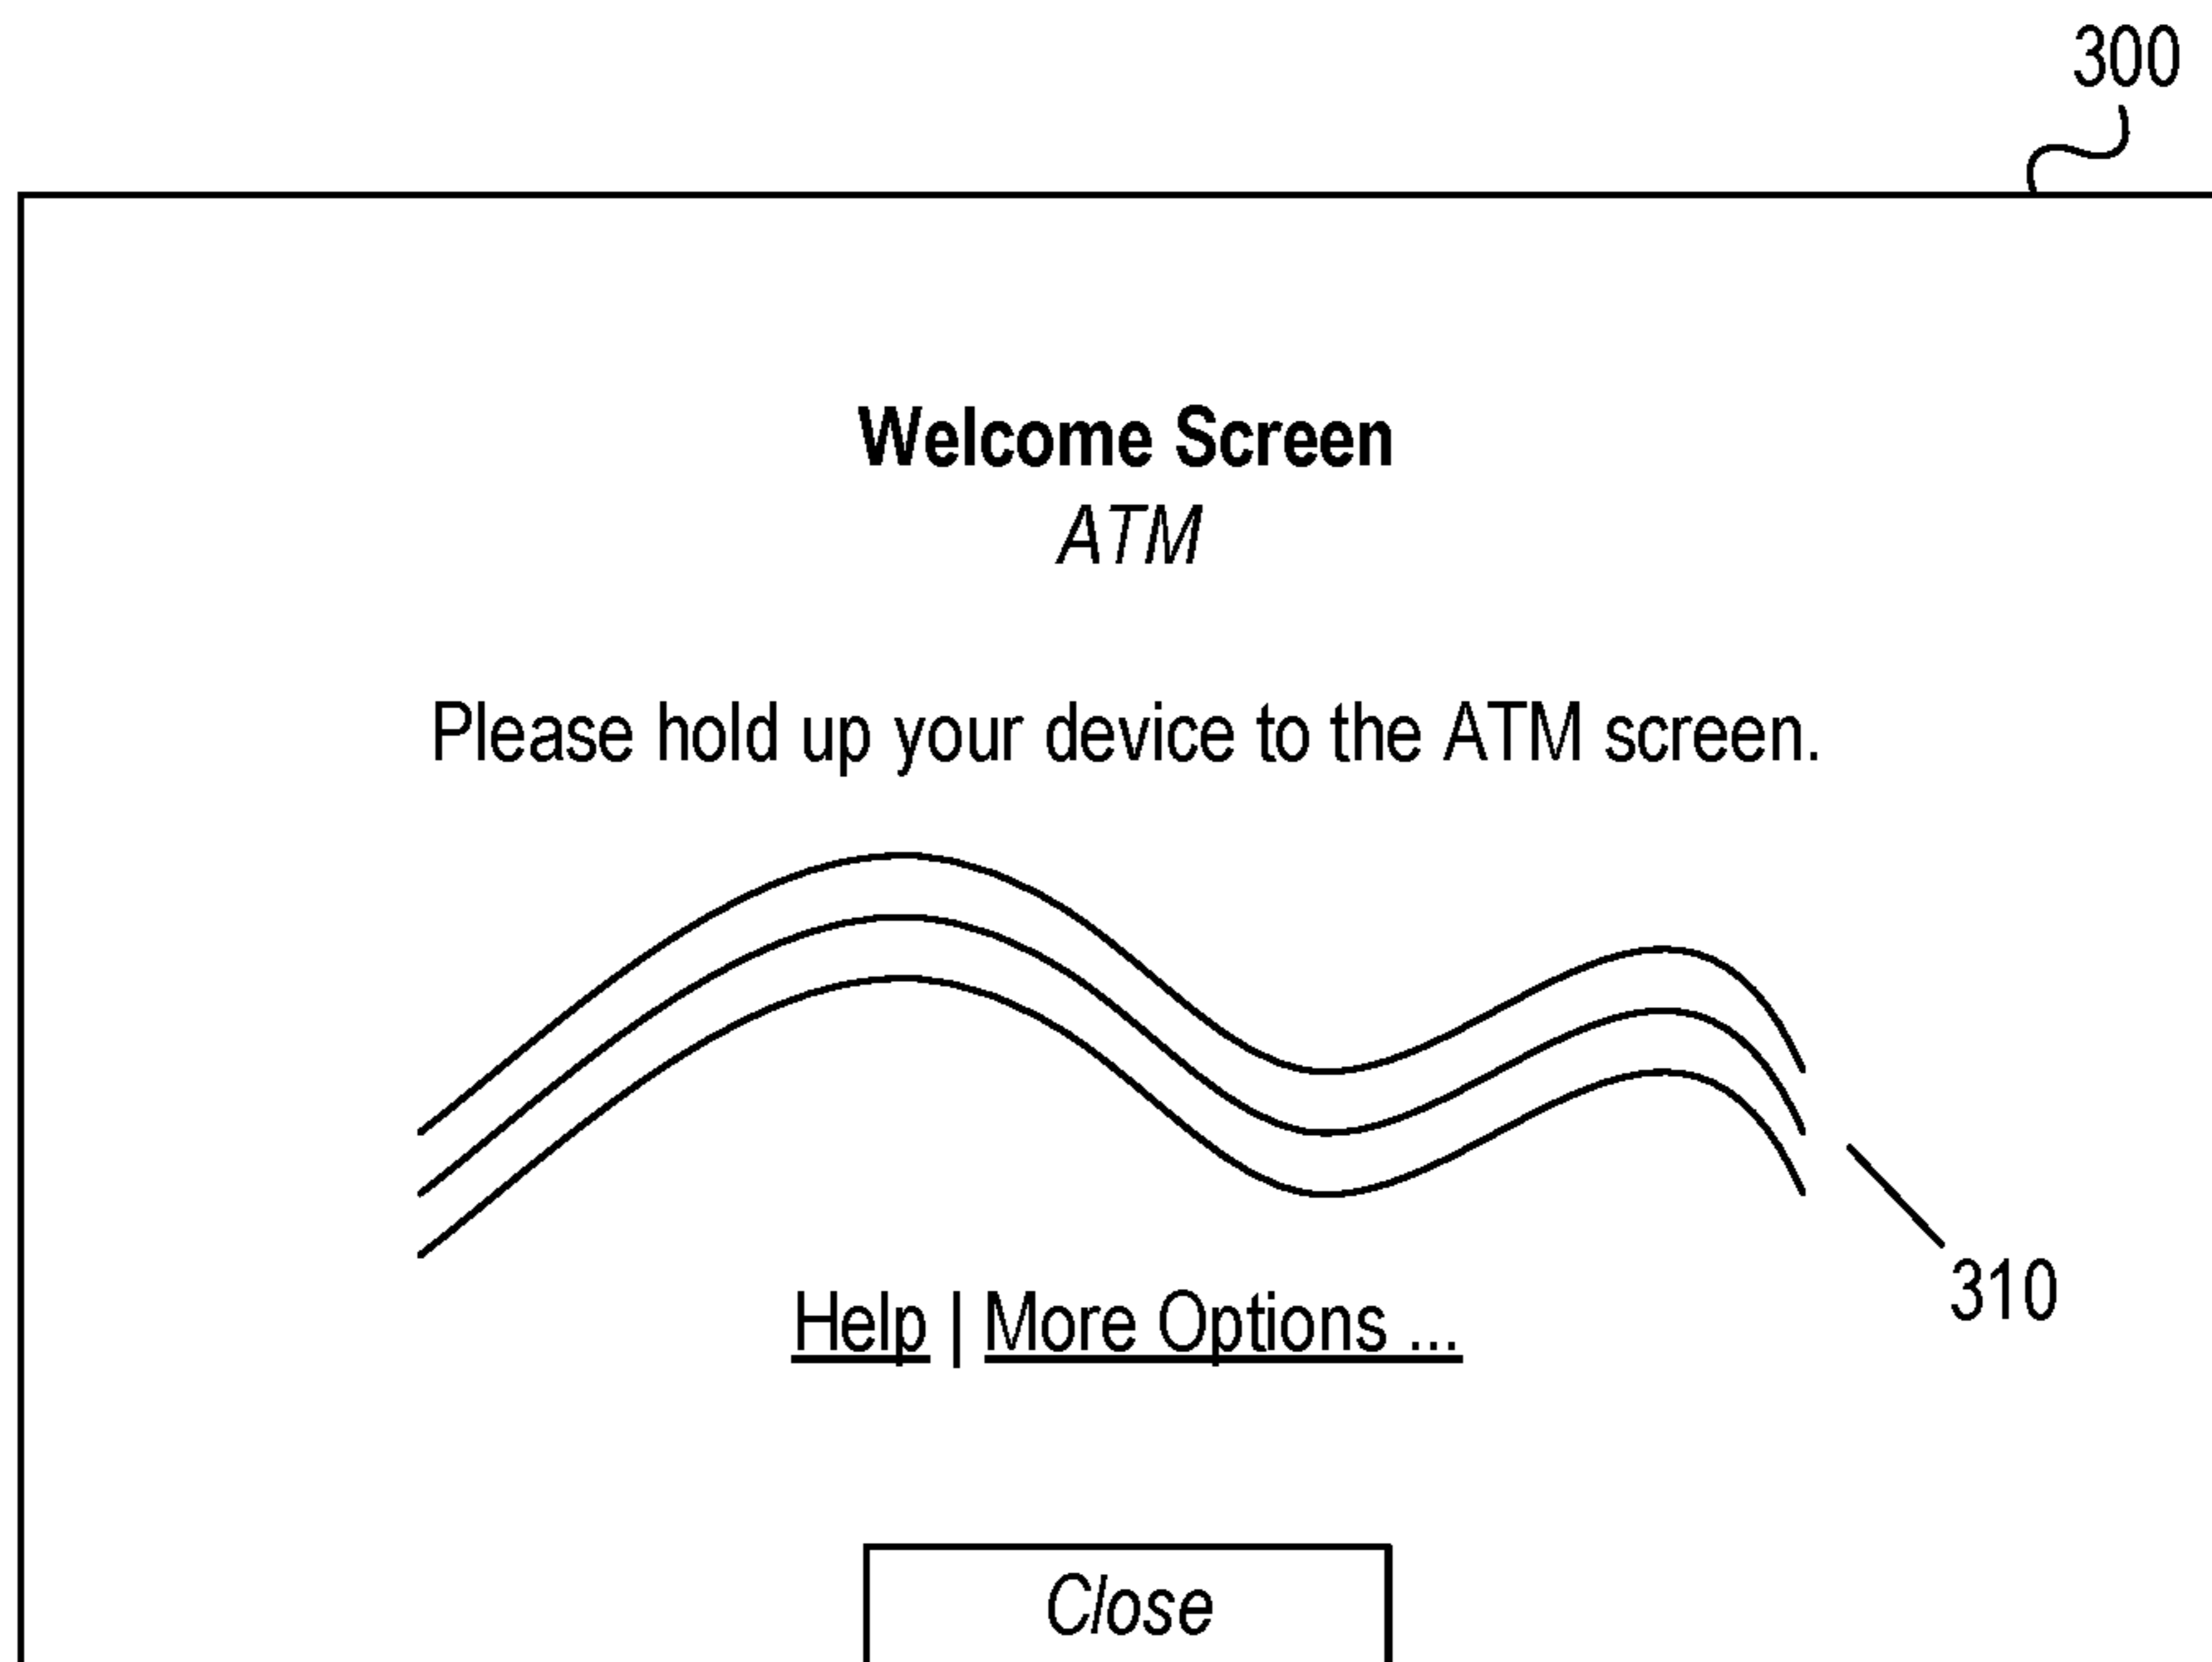 300
Welcome Screen
ATM
Please hold up your device to the ATM screen.
310
Help | More Options ...
Close